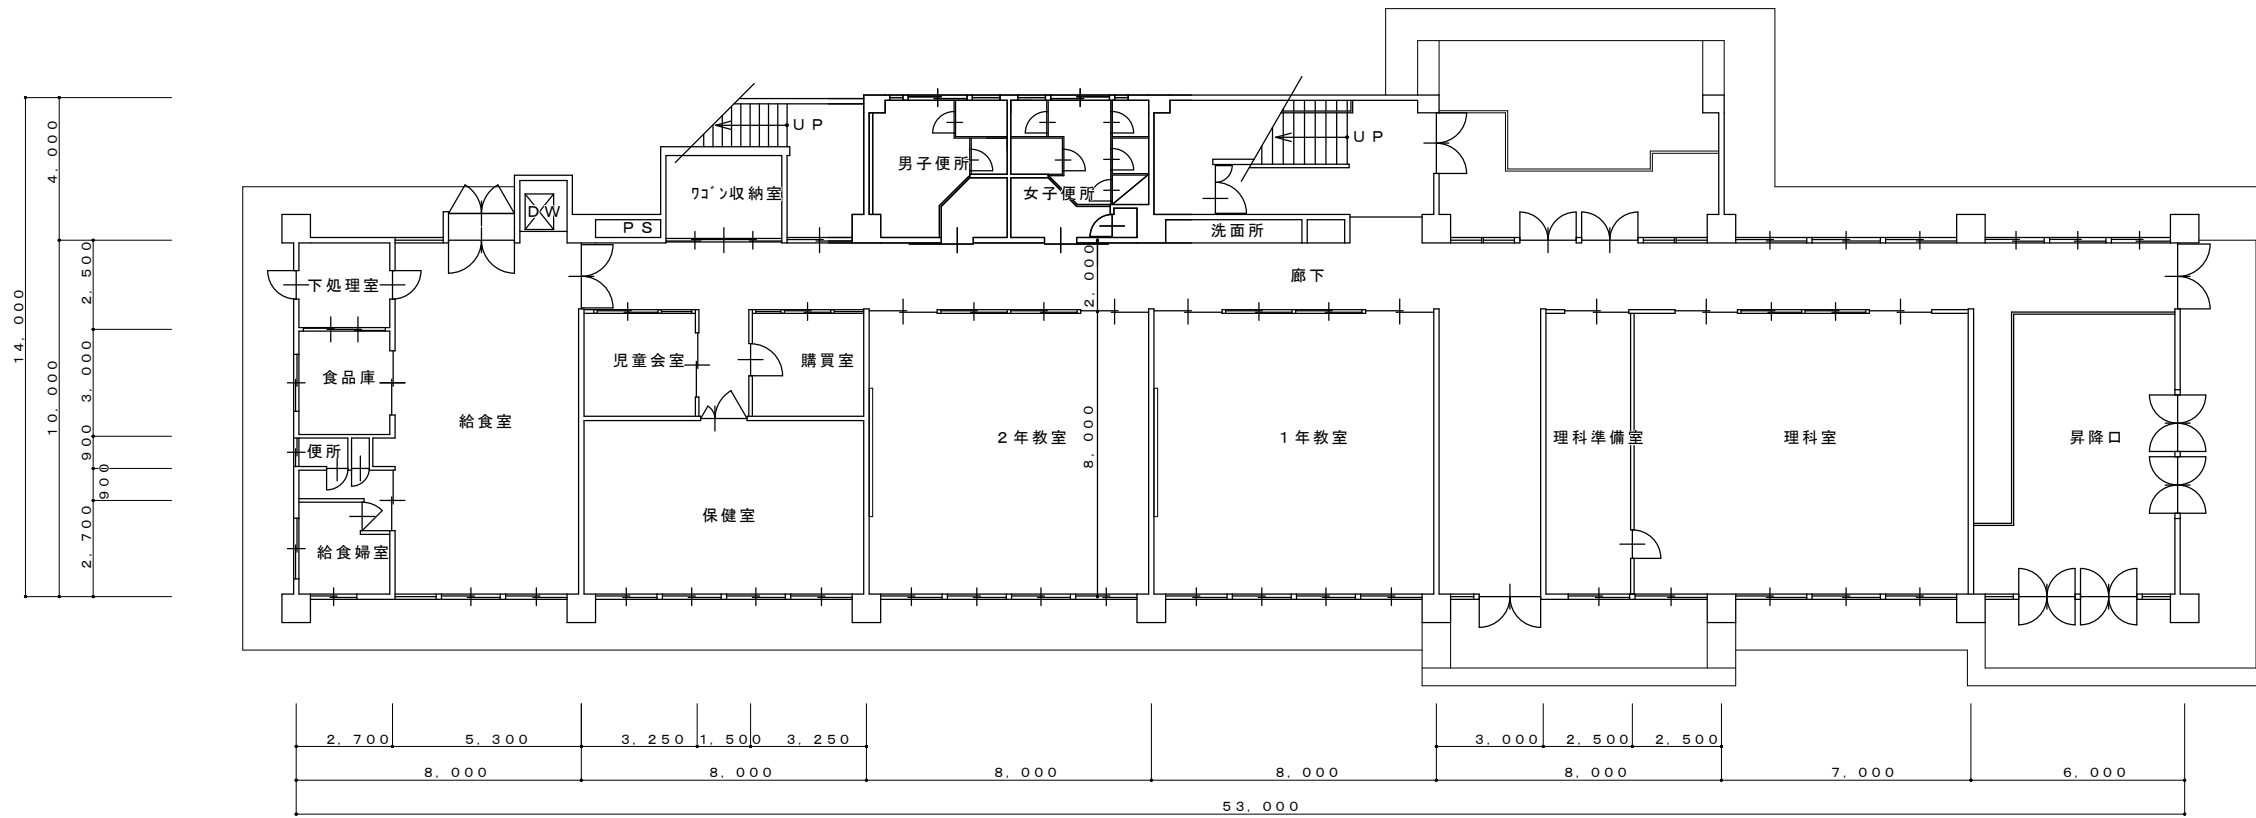 4, 000
UP
UP
男子便所
ﾜｺﾞﾝ収納室
女子便所
DW
PS
洗面所
2, 500
2, 000
廊下
下処理室
14, 000
10, 000
3, 000
児童会室
購買室
食品庫
給食室
8, 000
2年教室
1年教室
理科準備室
理科室
昇降口
900
便所
900
保健室
2, 700
給食婦室
2, 700
5, 300
3, 250
1, 500
3, 250
3, 000
2, 500
2, 500
8, 000
8, 000
8, 000
8, 000
8, 000
7, 000
6, 000
53, 000